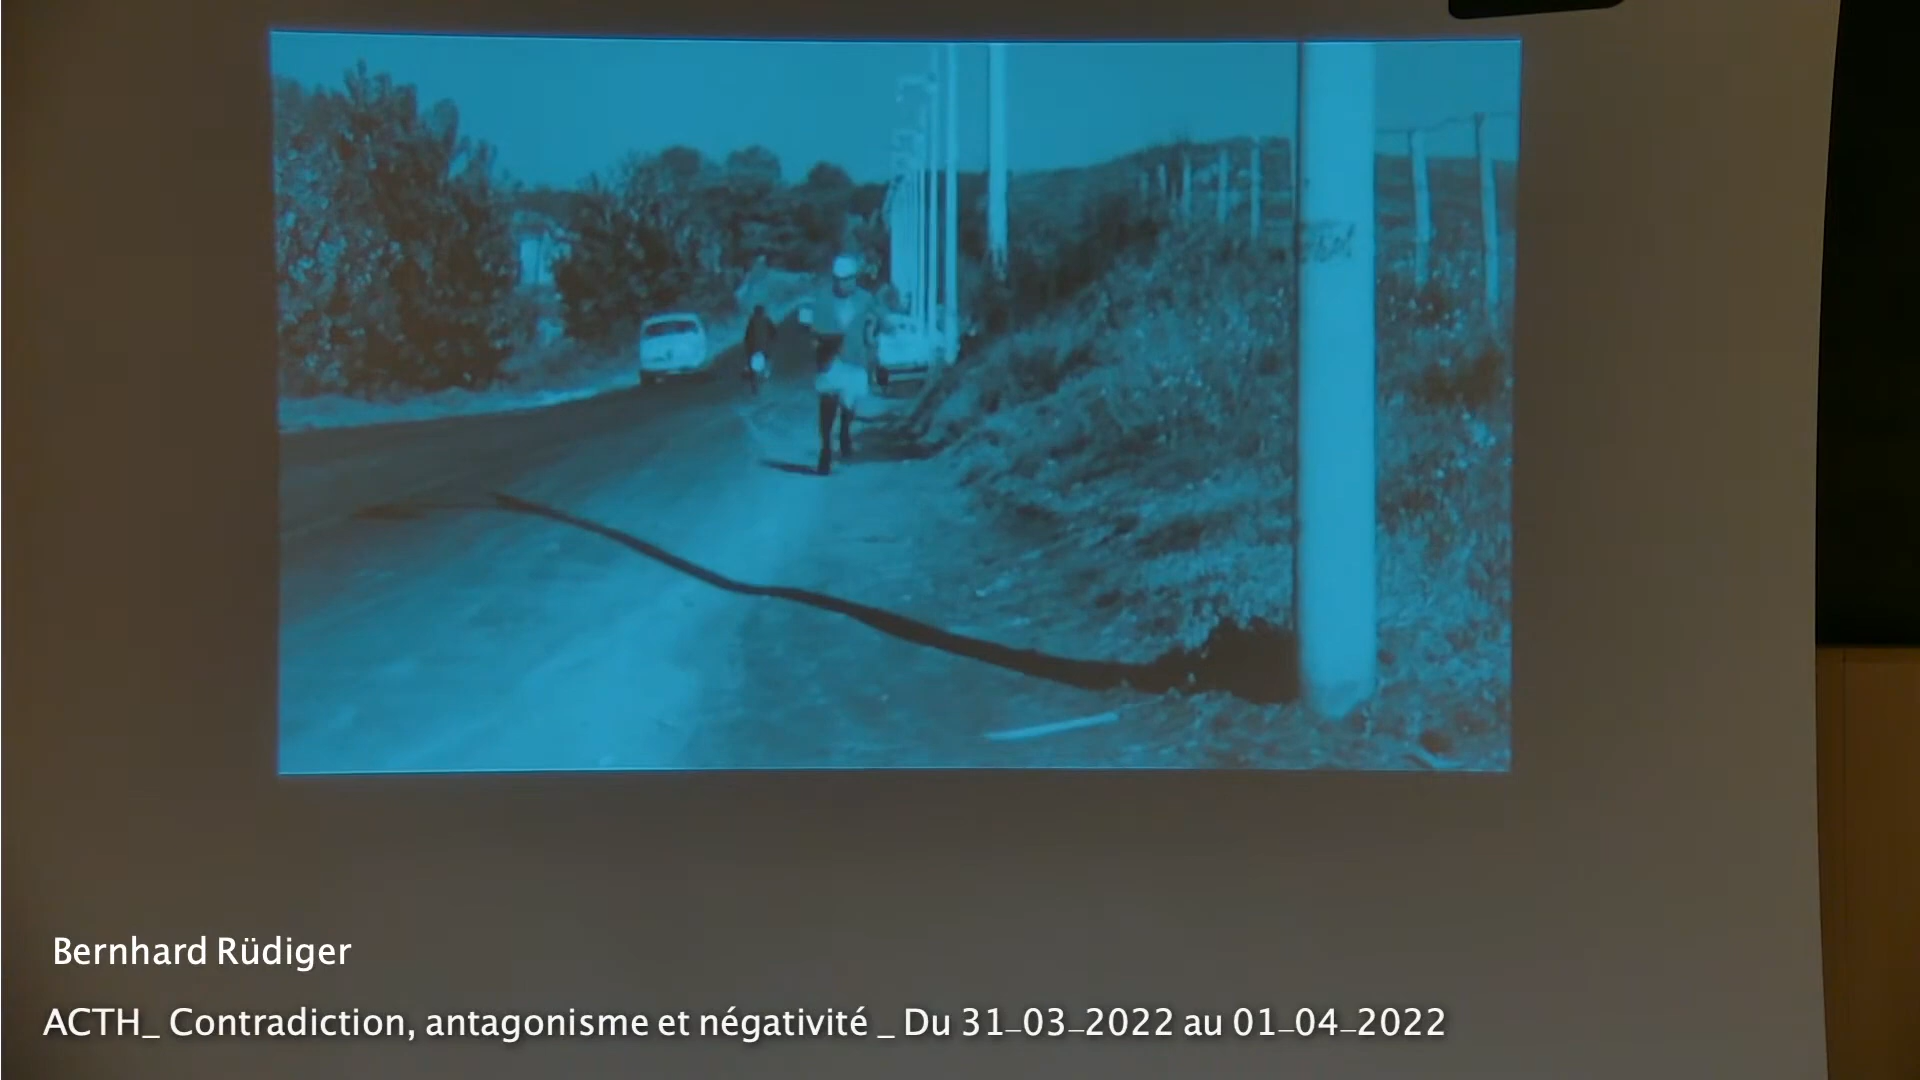 Bernhard Rüdiger
ACTH_ Contradiction, antagonisme et négativité _ Du 31-03-2022 au 01-04-2022